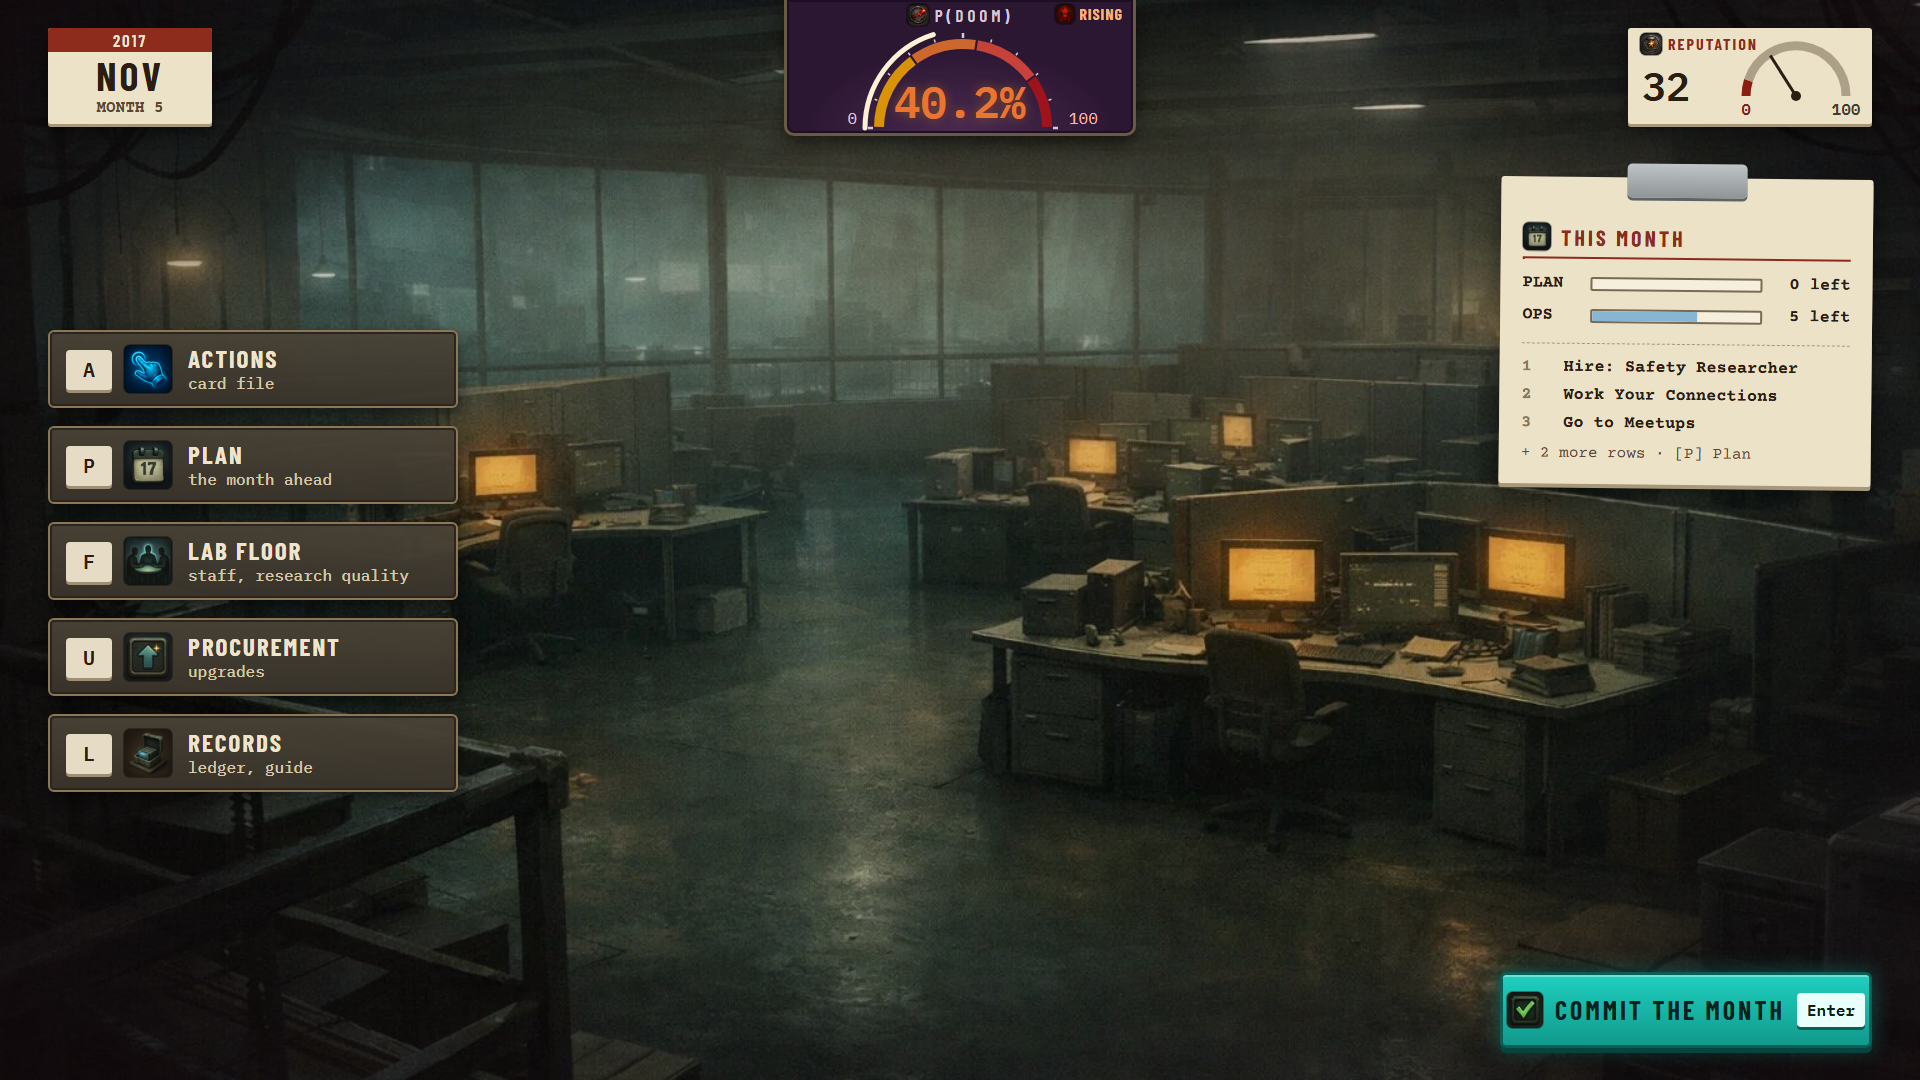 2017
NOV
MONTH 5
P(DOOM)
RISING
40.2%
0
100
REPUTATION
32
0
100
17
THIS MONTH
PLAN
0 left
OPS
5 left
1 Hire: Safety Researcher
2 Work Your Connections
3 Go to Meetups
+ 2 more rows · [P] Plan
A
ACTIONS
card file
P
17
PLAN
the month ahead
F
LAB FLOOR
staff, research quality
U
PROCUREMENT
upgrades
L
RECORDS
ledger, guide
COMMIT THE MONTH
Enter